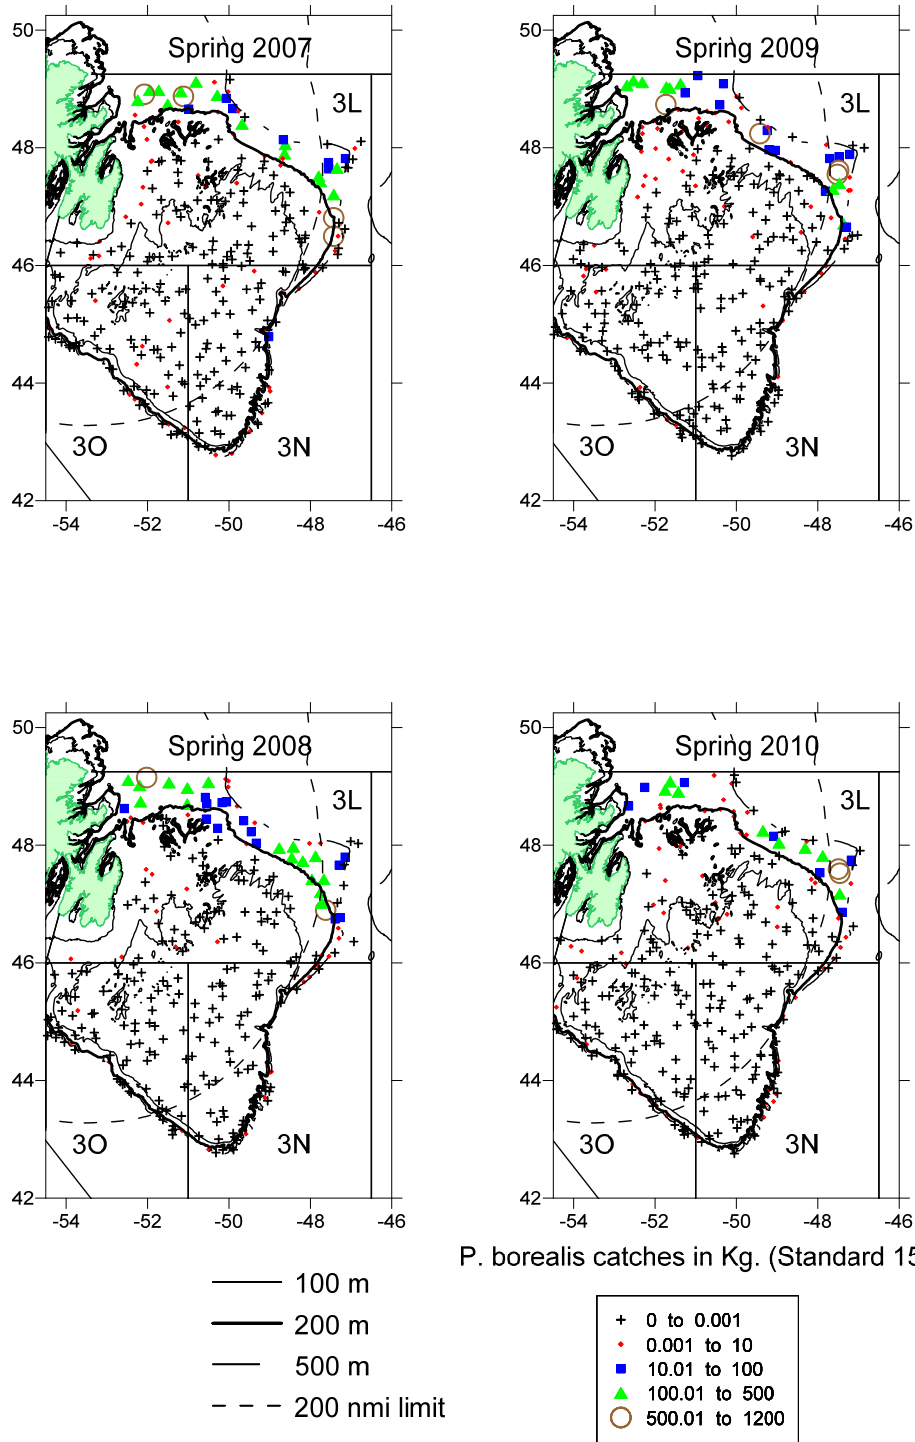 50
Spring 2007
3L
48
46
44
3O
3N
42
-54 -52 -50 -48 -46
Spring 2009
3L
50
48
46
44
3O
3N
42
-54 -52 -50 -48 -46
50
Spring 2008
3L
48
46
44
3O
3N
42
-54 -52 -50 -48 -46
50
Spring 2010
3L
48
46
44
3O
3N
42
-54 -52 -50 -48 -46
P. borealis catches in Kg. (Standard 15
100 m
200 m
500 m
200 nmi limit
0 to 0.001
0.001 to 10
10.01 to 100
100.01 to 500
500.01 to 1200